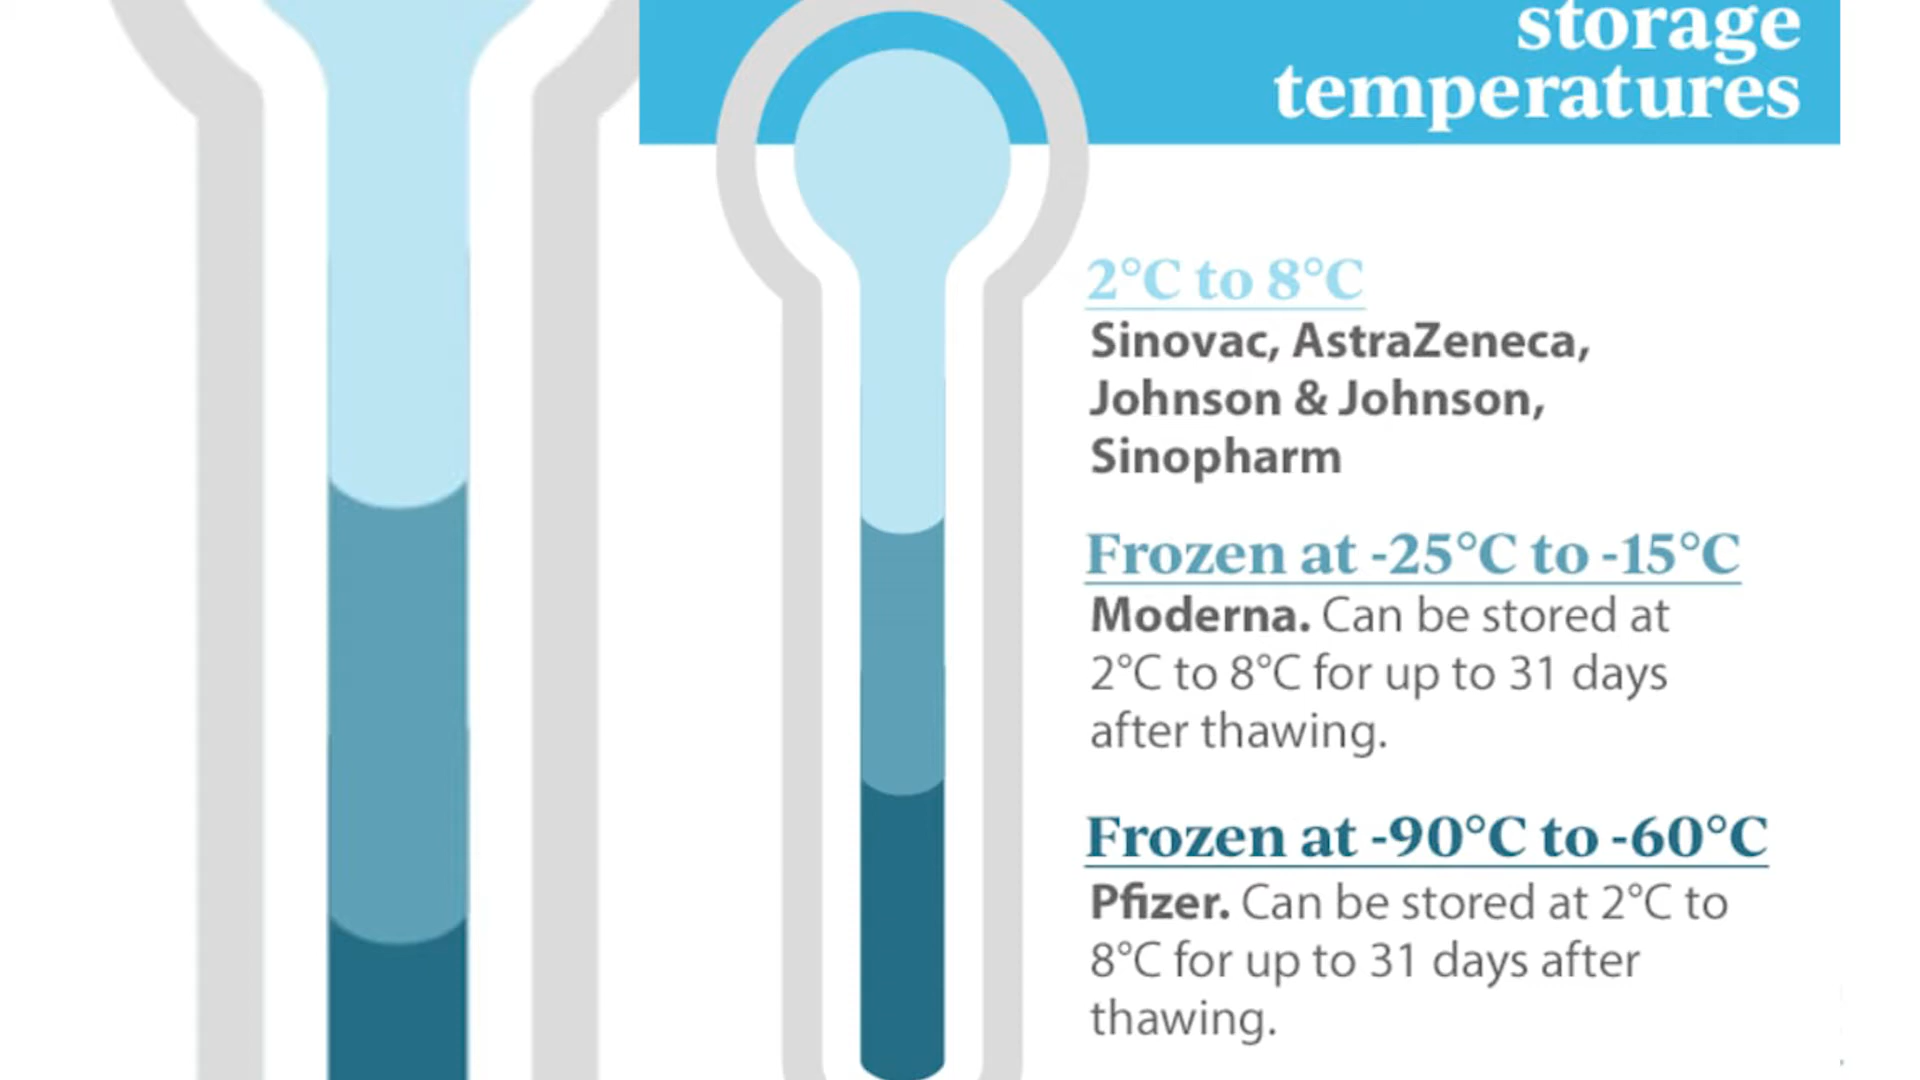 storage
temperatures
2°C to 8°C
Sinovac, AstraZeneca,
Johnson & Johnson,
Sinopharm
Frozen at -25°C to -15°C
Moderna. Can be stored at
2°C to 8°C for up to 31 days
after thawing.
Frozen at -90°C to -60°C
Pfizer. Can be stored at 2°C to
8°C for up to 31 days after
thawing.